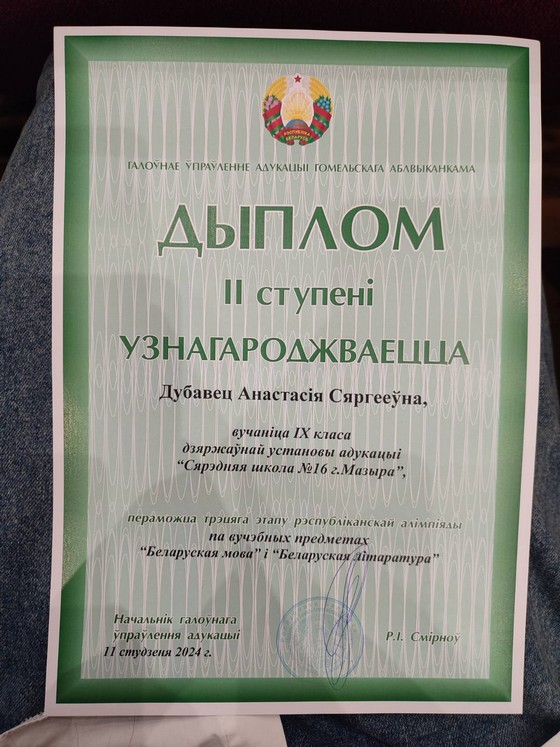 ГАЛОЎНАЕ ЎПРАЎЛЕННЕ АДУКАЦЫІ ГОМЕЛЬСКАГА АБЛВЫКАНКАМА
ДЫПЛОМ
II ступені
УЗНАГАРОДЖВАЕЦЦА
Дубавец Анастасія Сяргееўна,
вучаніца IX класа
дзяржаўнай установы адукацыі
“Сярэдняя школа №16 г.Мазыра”,
пераможца трэцяга этапу рэспубліканскай алімпіяды
па вучэбных предметах
“Беларуская мова” і “Беларуская літаратура”
Начальнік галоўнага
ўпраўлення адукацыі
Р.І. Смірноў
11 студзеня 2024 г.